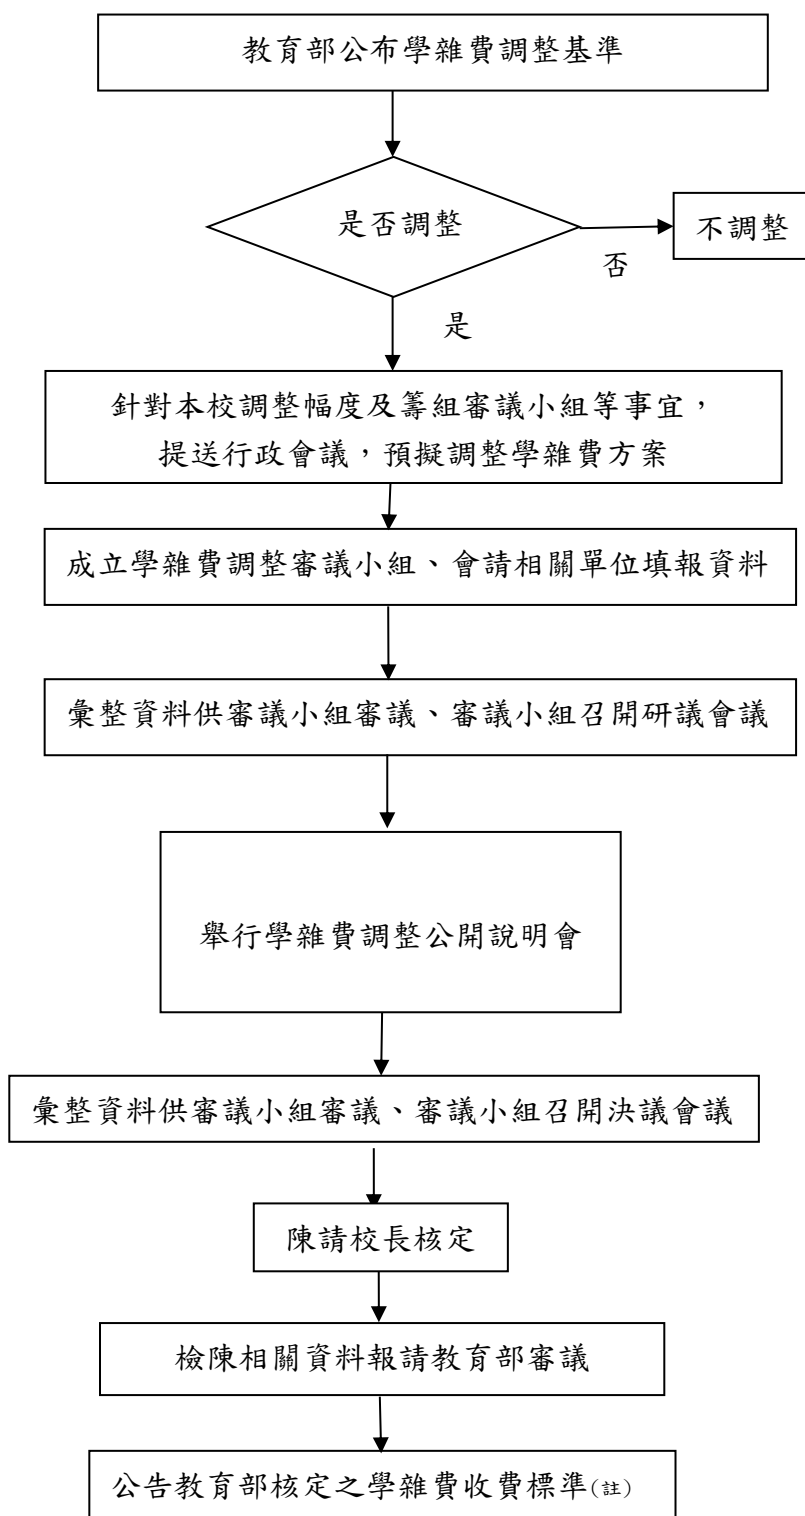 教育部公布學雜費調整基準
是否調整
不調整
否
是
針對本校調整幅度及籌組審議小組等事宜，
提送行政會議，預擬調整學雜費方案
成立學雜費調整審議小組、會請相關單位填報資料
彙整資料供審議小組審議、審議小組召開研議會議
舉行學雜費調整公開說明會
彙整資料供審議小組審議、審議小組召開決議會議
陳請校長核定
檢陳相關資料報請教育部審議
公告教育部核定之學雜費收費標準(註)